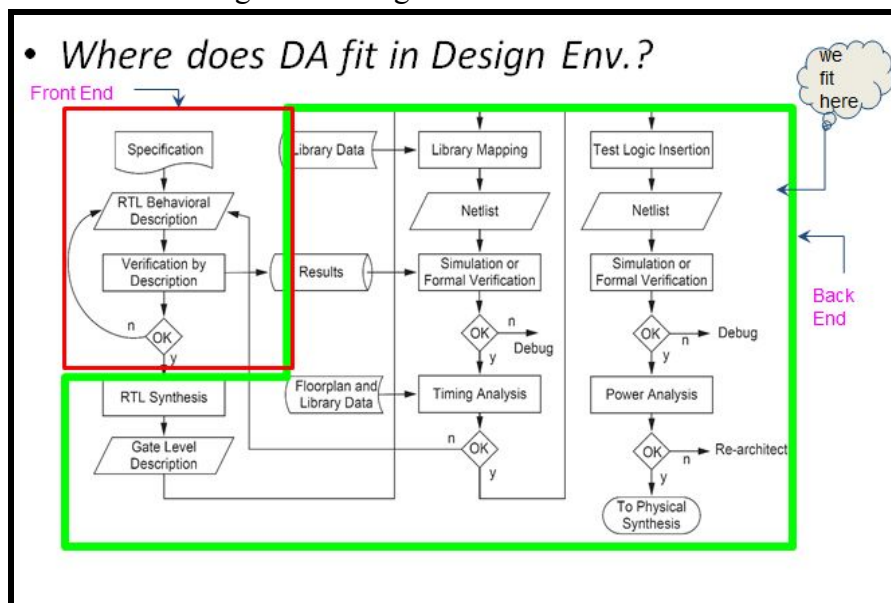 • Where does DA fit in Design Env.?
we
fit
here
Front End
Specification
RTL Behavioral
Description
Verification by
Description
n
OK
y
RTL Synthesis
Gate Level
Description
Library Data
Results
Floorplan and
Library Data
n
Library Mapping
Netlist
Simulation or
Formal Verification
OK
n
Debug
y
Timing Analysis
OK
y
Test Logic Insertion
Netlist
Simulation or
Formal Verification
OK
n
Debug
y
Power Analysis
OK
n
Re-architect
y
To Physical
Synthesis
Back
End